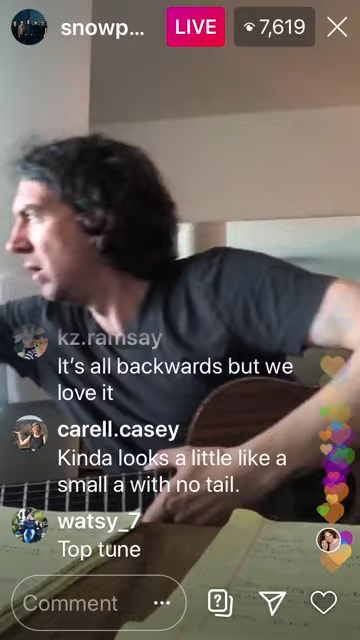 snowp...
LIVE
7,619
kz.ramsay
It's all backwards but we
love it
carell.casey
Kinda looks a little like a
small a with no tail.
watsy_7
Top tune
Comment